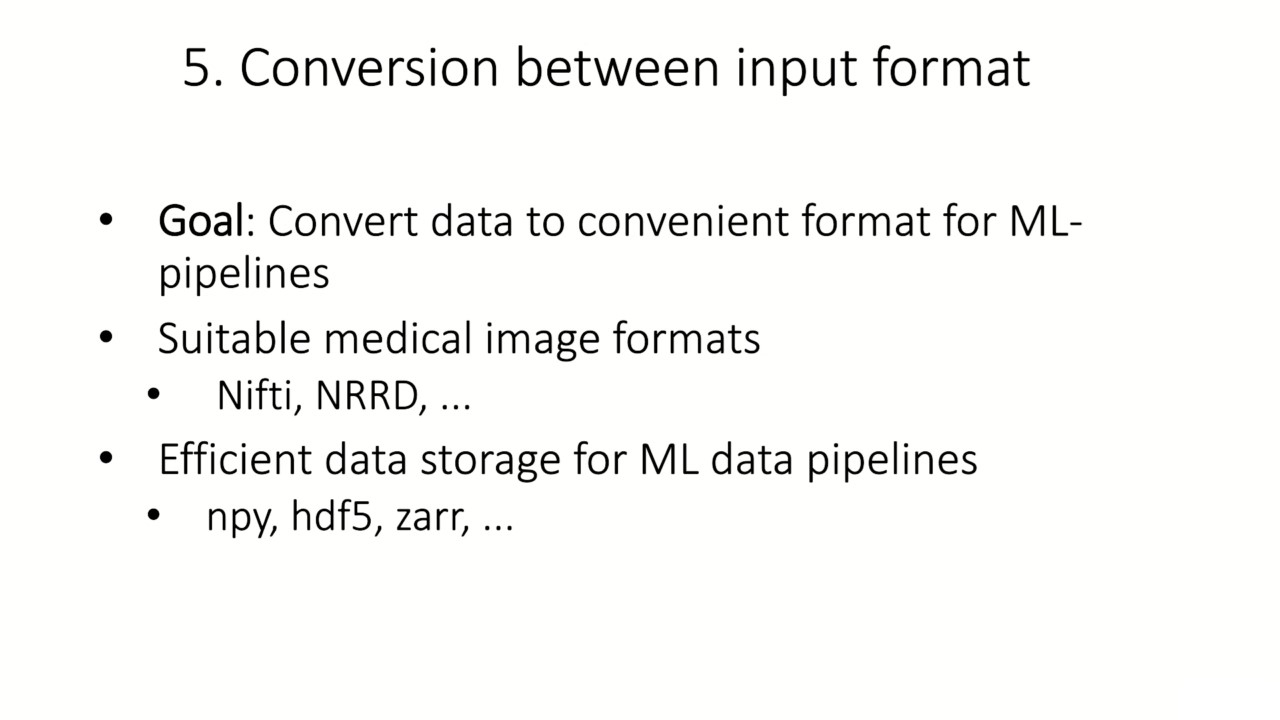 5. Conversion between input format
• Goal: Convert data to convenient format for ML-
pipelines
• Suitable medical image formats
• Nifti, NRRD, ...
• Efficient data storage for ML data pipelines
• npy, hdf5, zarr, ...